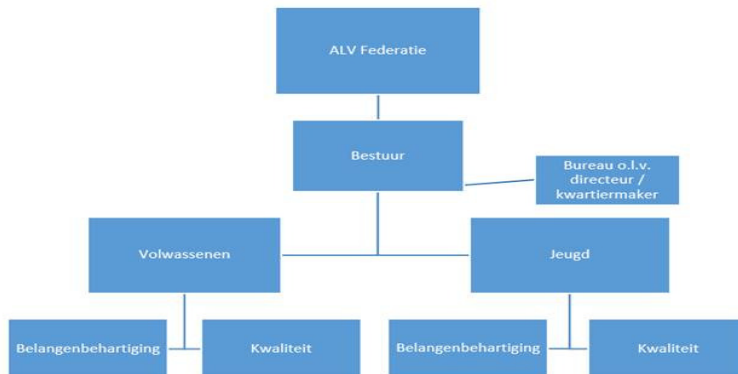 ALV Federatie
Bestuur
Bureau o.l.v.
directeur /
kwartiermaker
Volwassenen
Jeugd
Belangenbehartiging
Kwaliteit
Belangenbehartiging
Kwaliteit